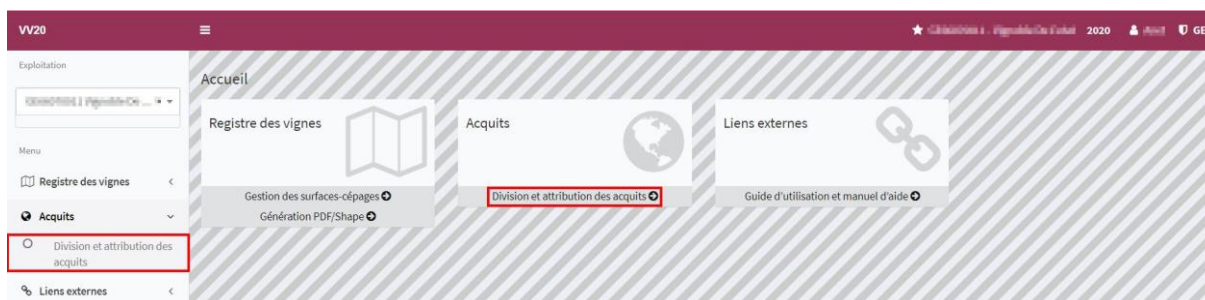 VV20
2020
GE
Exploitation
Menu
Registre des vignes
Acquits
Division et attribution des
acquits
Liens externes
Accueil
Registre des vignes
Gestion des surfaces-cépages
Génération PDF/Shape
Acquits
Division et attribution des acquits
Liens externes
Guide d'utilisation et manuel d'aide